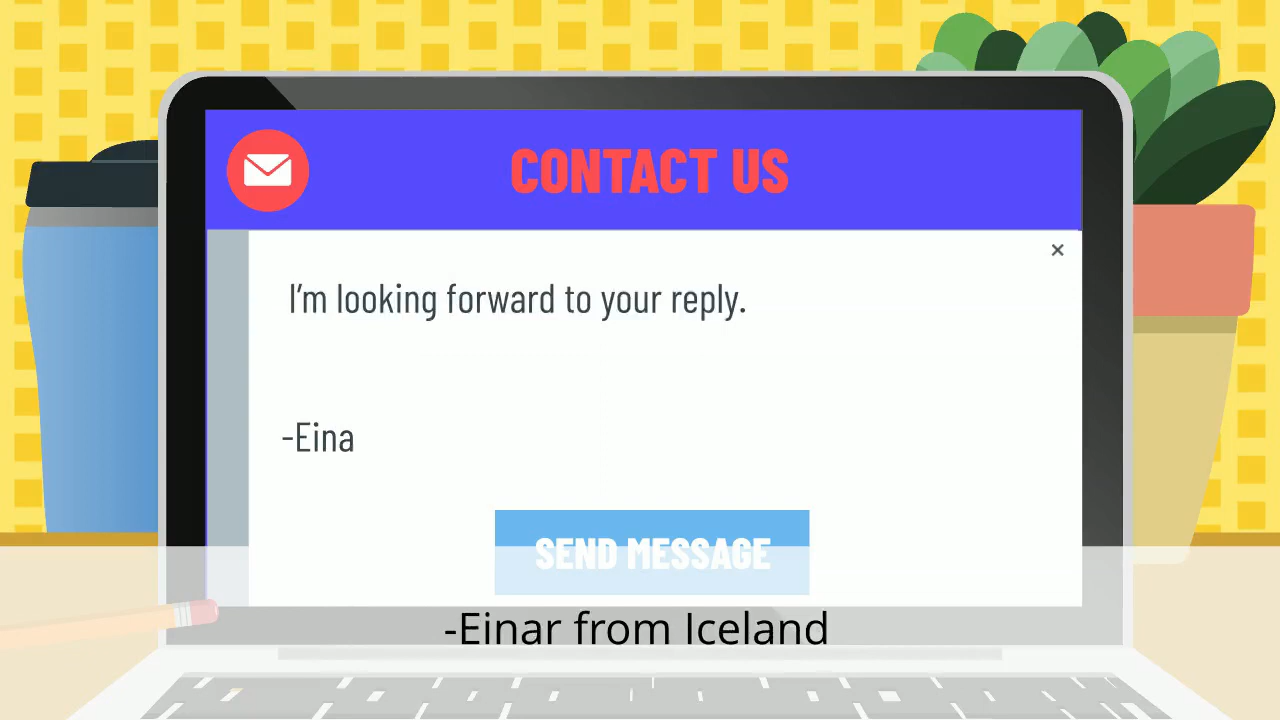 CONTACT US
×
I'm looking forward to your reply.
-Eina
SEND MESSAGE
-Einar from Iceland